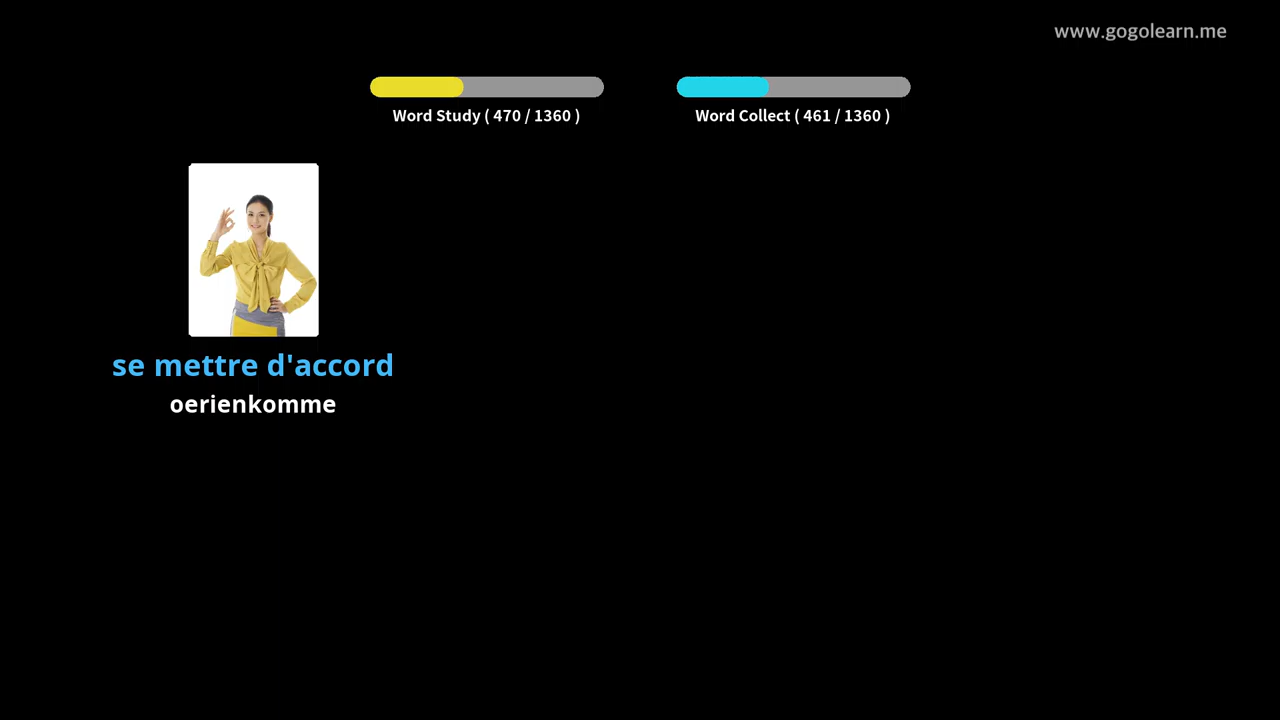 www.gogolearn.me
Word Study ( 470 / 1360 )
Word Collect ( 461 / 1360 )
se mettre d'accord
oerienkomme